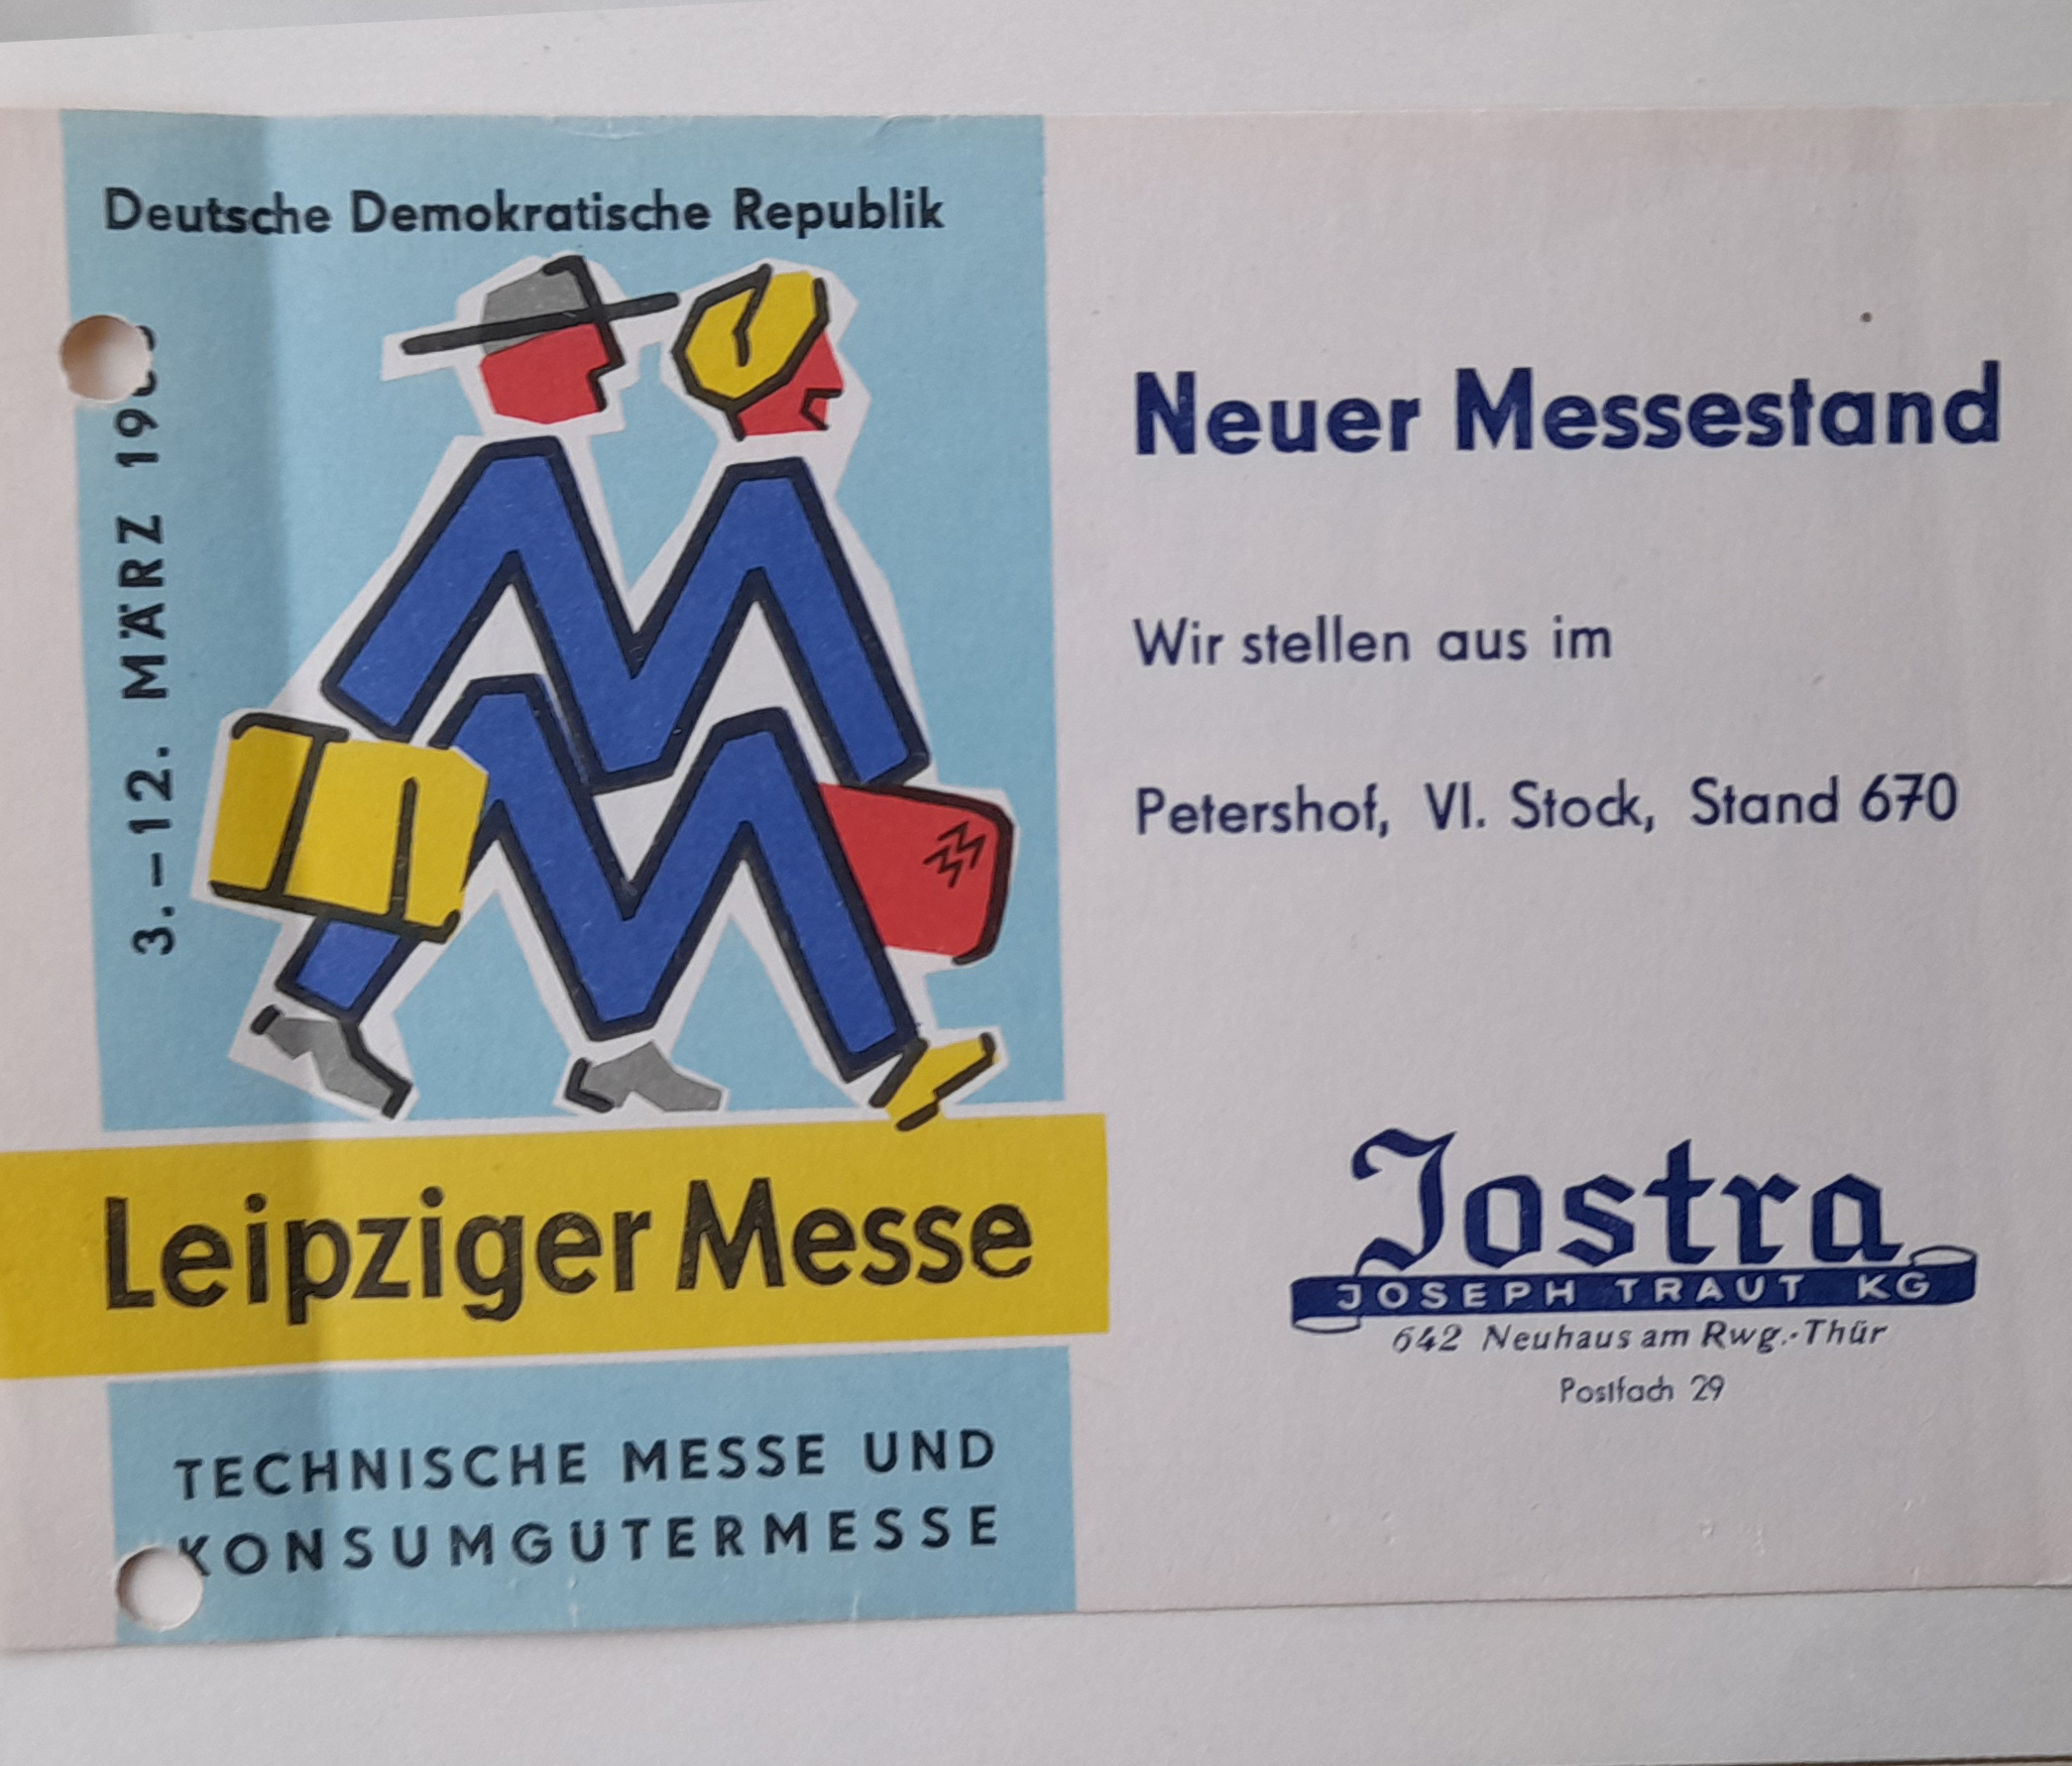 Deutsche Demokratische Republik
3.–12. MÄRZ
Leipziger Messe
TECHNISCHE MESSE UND
KONSUMGÜTERMESSE
Neuer Messestand
Wir stellen aus im
Petershof, VI. Stock, Stand 670
Jostra
JOSEPH TRAUT KG
642 Neuhaus am Rwg.-Thür
Postfach 29